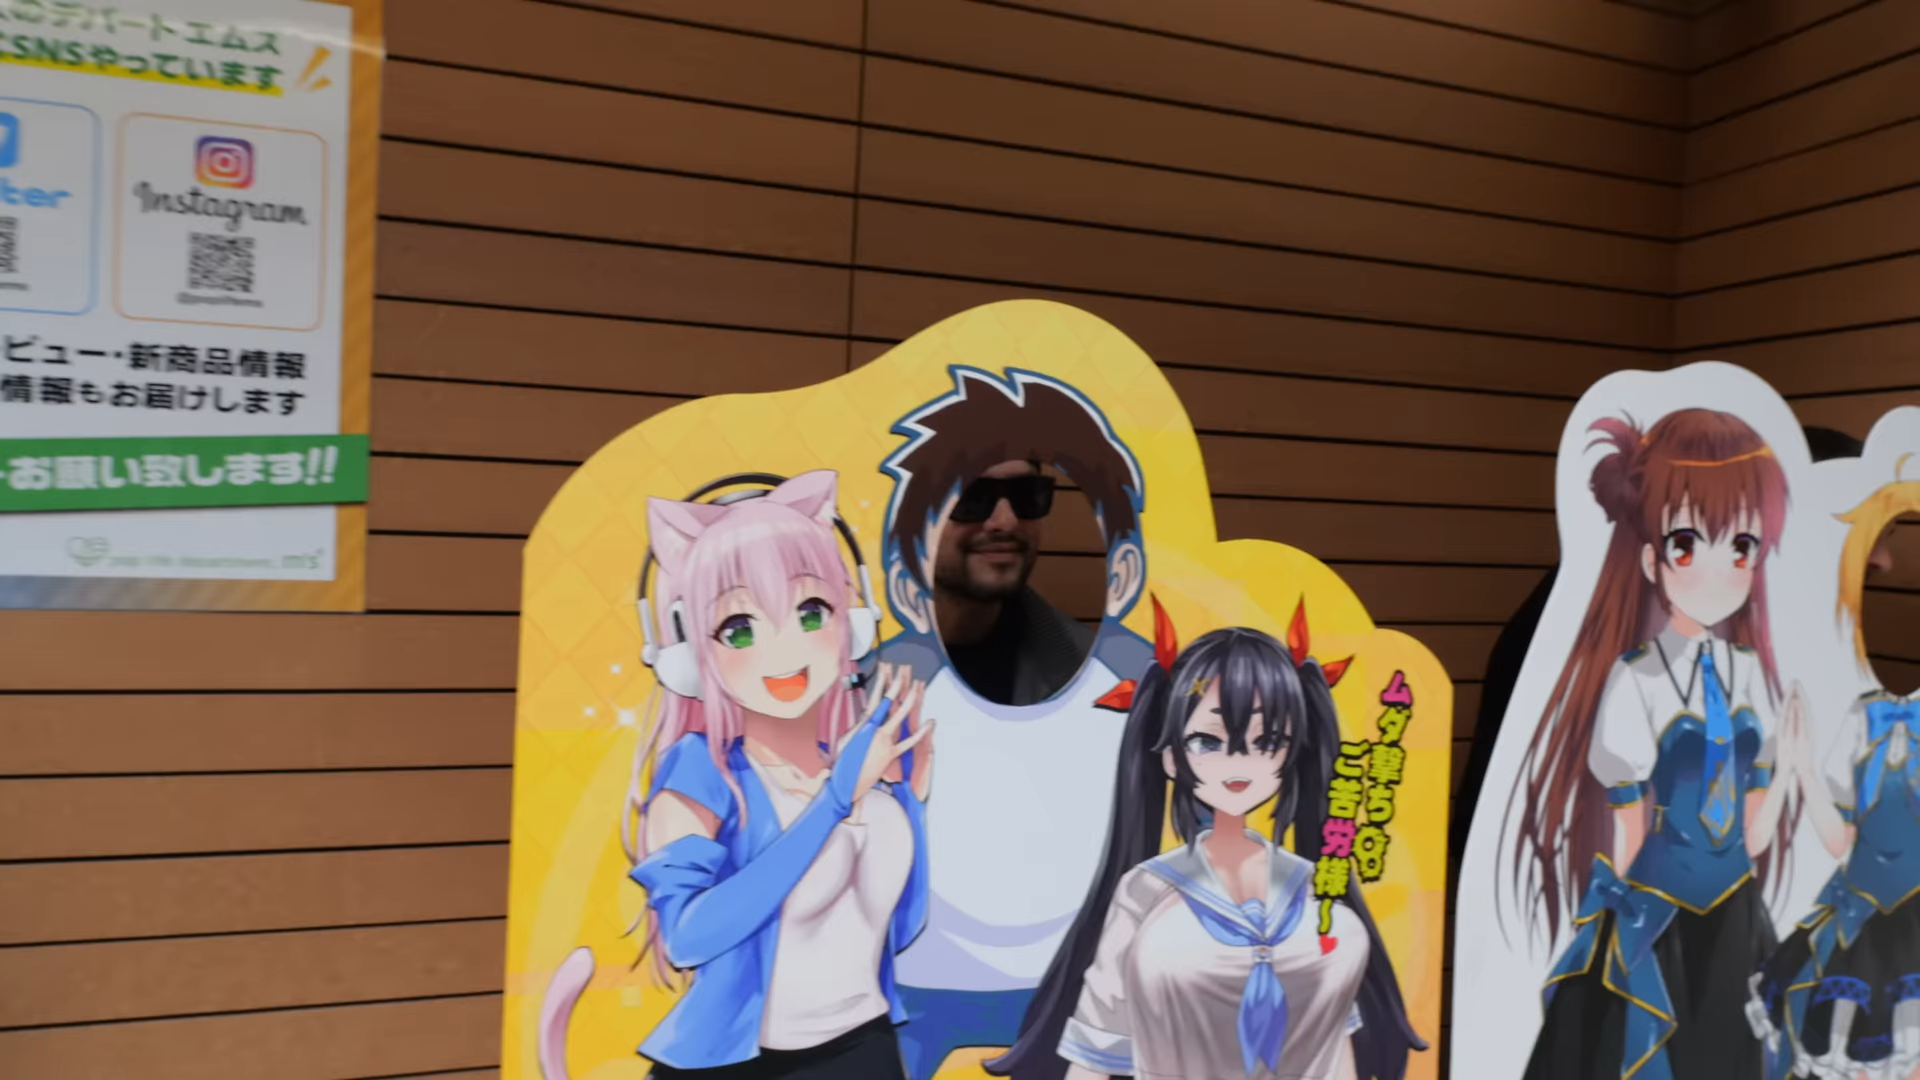 のデパートエムス
SNSやっています
Instagram
ビュー・新商品情報
情報もお届けします
お願い致します!!
m's
ムダ撃ち
ご苦労様～